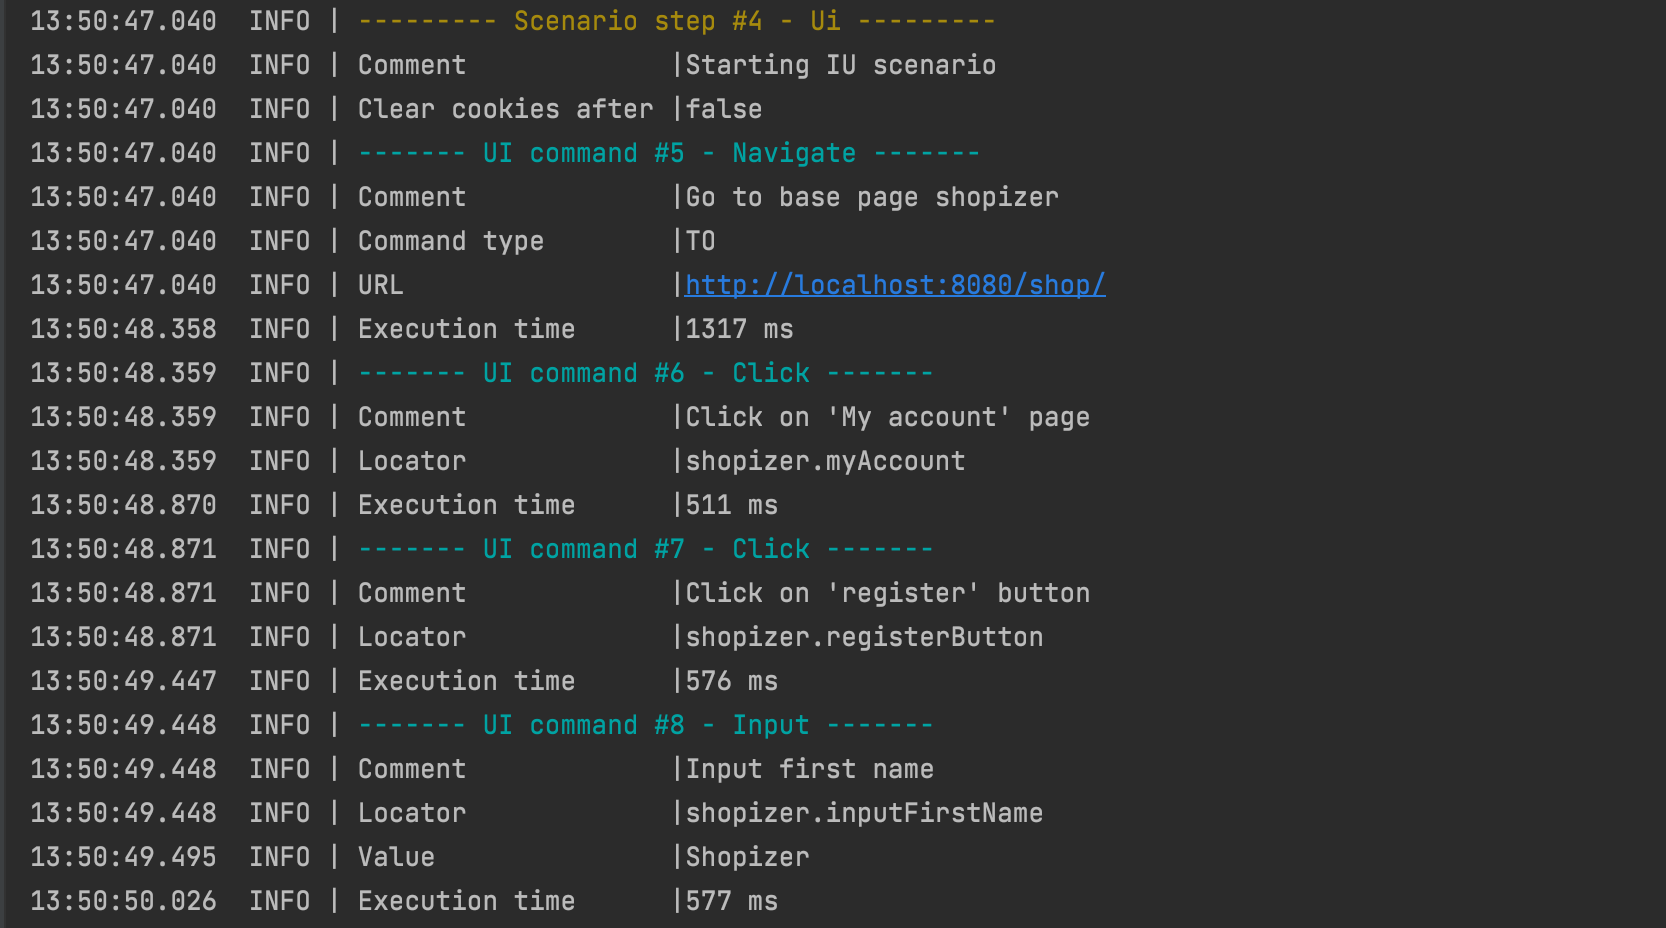 13:50:47.040  INFO | --------- Scenario step #4 - Ui ---------
13:50:47.040  INFO | Comment             |Starting IU scenario
13:50:47.040  INFO | Clear cookies after |false
13:50:47.040  INFO | ------- UI command #5 - Navigate -------
13:50:47.040  INFO | Comment             |Go to base page shopizer
13:50:47.040  INFO | Command type        |TO
13:50:47.040  INFO | URL                 |http://localhost:8080/shop/
13:50:48.358  INFO | Execution time      |1317 ms
13:50:48.359  INFO | ------- UI command #6 - Click -------
13:50:48.359  INFO | Comment             |Click on 'My account' page
13:50:48.359  INFO | Locator             |shopizer.myAccount
13:50:48.870  INFO | Execution time      |511 ms
13:50:48.871  INFO | ------- UI command #7 - Click -------
13:50:48.871  INFO | Comment             |Click on 'register' button
13:50:48.871  INFO | Locator             |shopizer.registerButton
13:50:49.447  INFO | Execution time      |576 ms
13:50:49.448  INFO | ------- UI command #8 - Input -------
13:50:49.448  INFO | Comment             |Input first name
13:50:49.448  INFO | Locator             |shopizer.inputFirstName
13:50:49.495  INFO | Value               |Shopizer
13:50:50.026  INFO | Execution time      |577 ms